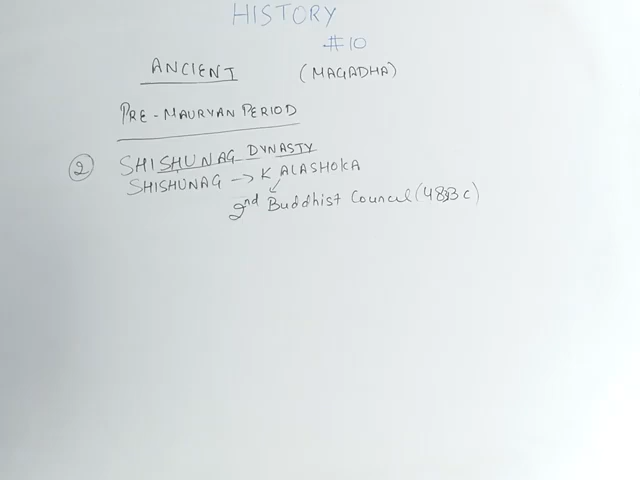 HISTORY
#10
ANCIENT (MAGADHA)
PRE-MAURYAN PERIOD
② SHISHUNAG DYNASTY
SHISHUNAG → KALASHOKA
2nd Buddhist Council (483BC)